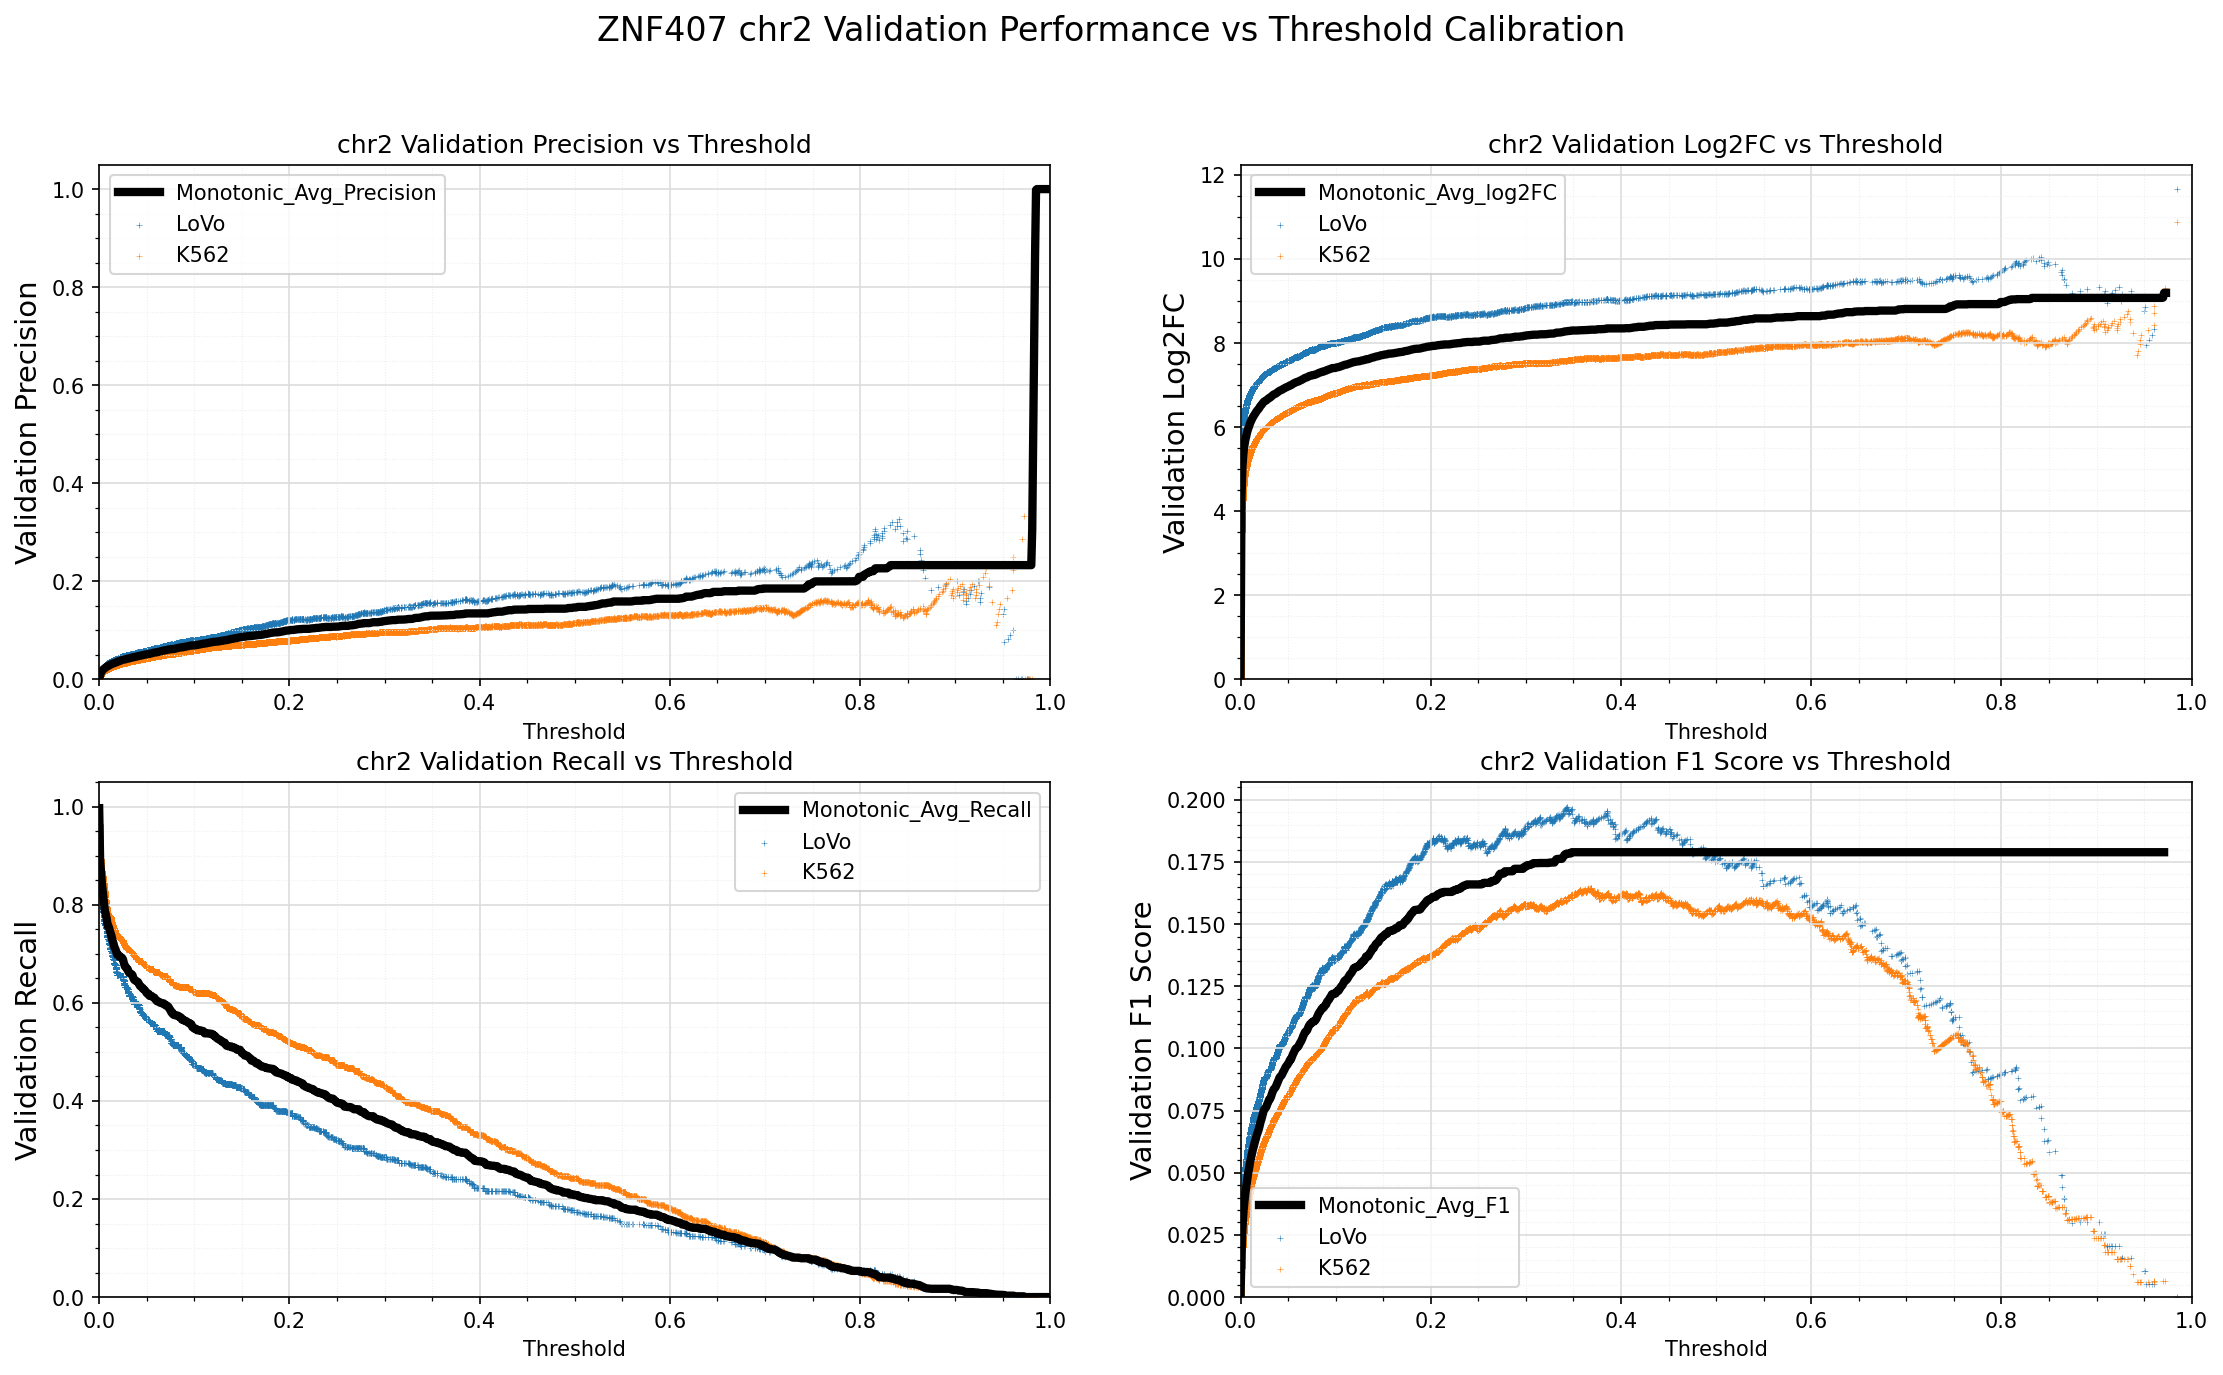 ZNF407 chr2 Validation Performance vs Threshold Calibration
chr2 Validation Precision vs Threshold
Validation Precision
1.0
0.8
0.6
0.4
0.2
0.0
Monotonic_Avg_Precision
LoVo
K562
0.0 0.2 0.4 0.6 0.8 1.0
Threshold
chr2 Validation Log2FC vs Threshold
Validation Log2FC
12
10
8
6
4
2
0
Monotonic_Avg_log2FC
LoVo
K562
0.0 0.2 0.4 0.6 0.8 1.0
Threshold
chr2 Validation Recall vs Threshold
Validation Recall
1.0
0.8
0.6
0.4
0.2
0.0
Monotonic_Avg_Recall
LoVo
K562
0.0 0.2 0.4 0.6 0.8 1.0
Threshold
chr2 Validation F1 Score vs Threshold
Validation F1 Score
0.200
0.175
0.150
0.125
0.100
0.075
0.050
0.025
0.000
Monotonic_Avg_F1
LoVo
K562
0.0 0.2 0.4 0.6 0.8 1.0
Threshold